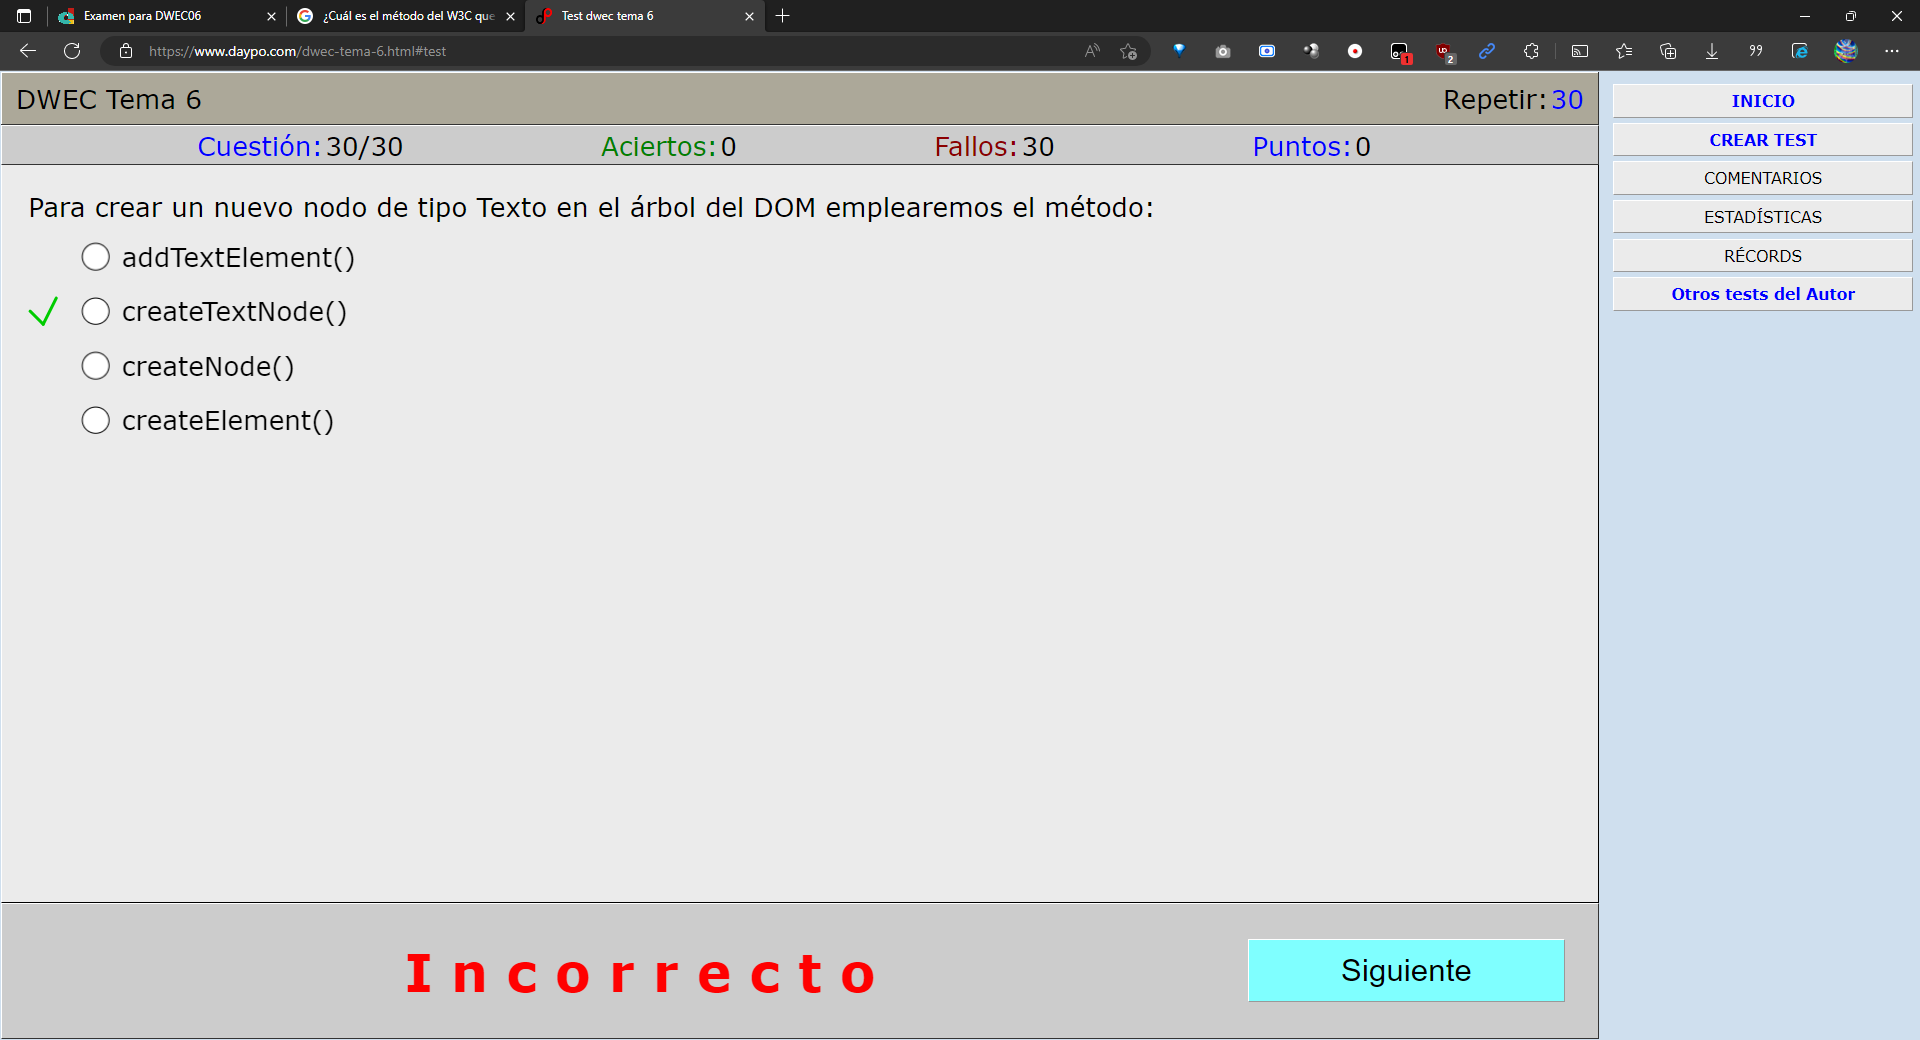 Examen para DWEC06
¿Cuál es el método del W3C que
Test dwec tema 6
https://www.daypo.com/dwec-tema-6.html#test
1
2
DWEC Tema 6
Repetir: 30
Cuestión: 30/30
Aciertos: 0
Fallos: 30
Puntos: 0
Para crear un nuevo nodo de tipo Texto en el árbol del DOM emplearemos el método:
addTextElement()
createTextNode()
createNode()
createElement()
Incorrecto
Siguiente
INICIO
CREAR TEST
COMENTARIOS
ESTADÍSTICAS
RÉCORDS
Otros tests del Autor